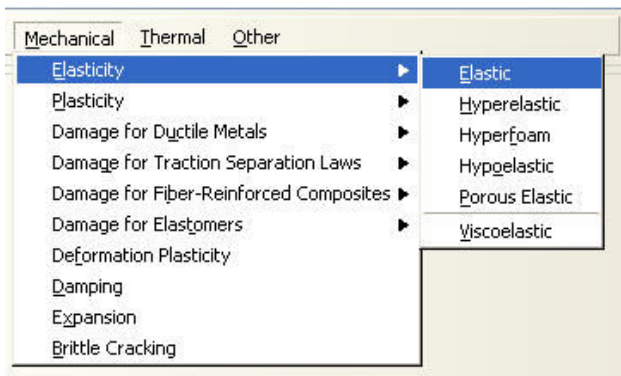 Mechanical Thermal Other
Elasticity
Plasticity
Damage for Ductile Metals
Damage for Traction Separation Laws
Damage for Fiber-Reinforced Composites
Damage for Elastomers
Deformation Plasticity
Damping
Expansion
Brittle Cracking
Elastic
Hyperelastic
Hyperfoam
Hypoelastic
Porous Elastic
Viscoelastic